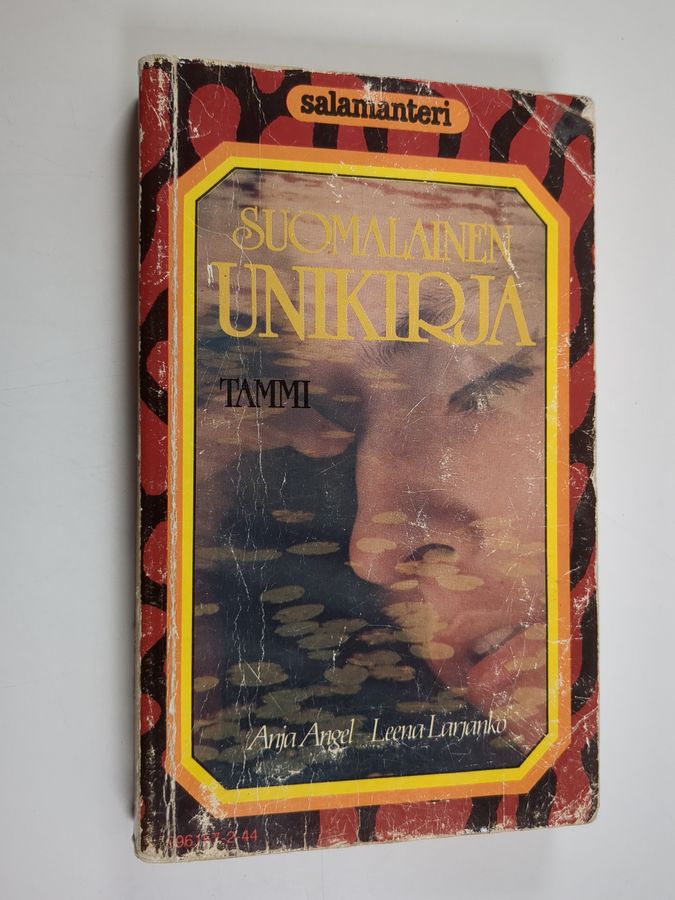 salamanteri
SUOMALAINEN
UNIKIRJA
TAMMI
Anja Angel Leena Larjanko